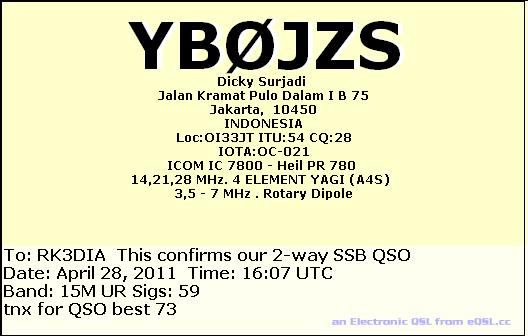 YBØJZS
Dicky Surjadi
Jalan Kramat Pulo Dalam I B 75
Jakarta, 10450
INDONESIA
Loc:OI33JT ITU:54 CQ:28
IOTA:OC-021
ICOM IC 7800 - Heil PR 780
14,21,28 MHz. 4 ELEMENT YAGI (A4S)
3,5 - 7 MHz . Rotary Dipole
To: RK3DIA This confirms our 2-way SSB QSO
Date: April 28, 2011 Time: 16:07 UTC
Band: 15M UR Sigs: 59
tnx for QSO best 73
an Electronic QSL from eQSL.cc